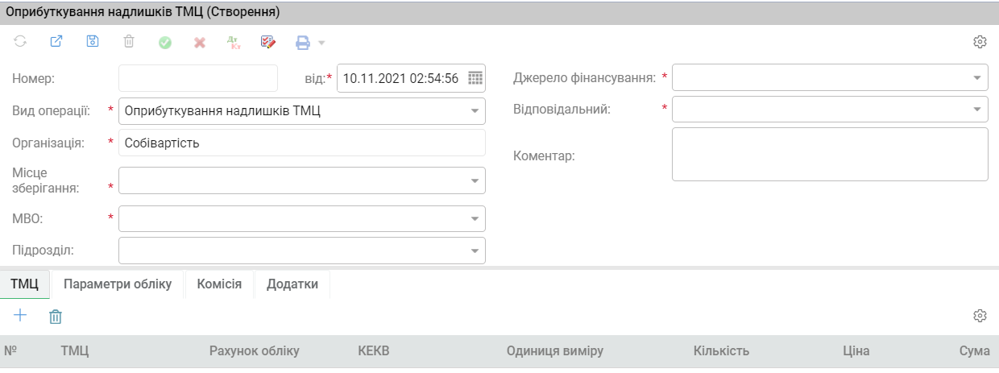 Оприбуткування надлишків ТМЦ (Створення)
Дт
Кт
Номер:
від:*
10.11.2021 02:54:56
Вид операції: *
Оприбуткування надлишків ТМЦ
Організація: *
Собівартість
Місце
зберігання: *
МВО: *
Підрозділ:
Джерело фінансування: *
Відповідальний: *
Коментар:
ТМЦ Параметри обліку Комісія Додатки
№ ТМЦ Рахунок обліку КЕКВ Одиниця виміру Кількість Ціна Сума